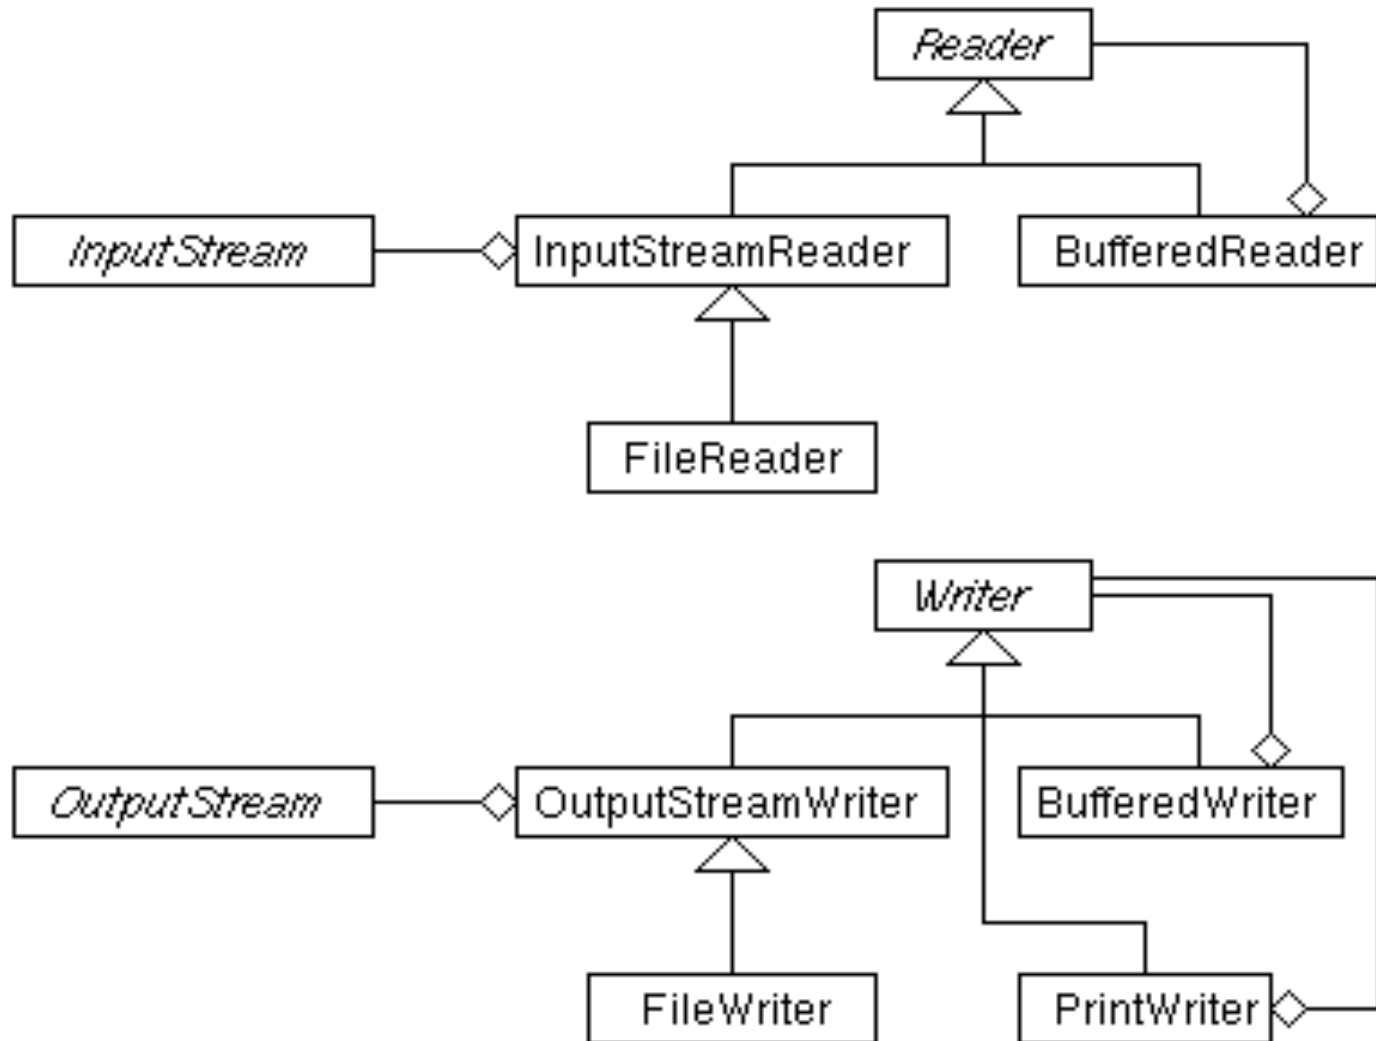 Reader
InputStream
InputStreamReader
BufferedReader
FileReader
Writer
OutputStream
OutputStreamWriter
BufferedWriter
FileWriter
PrintWriter